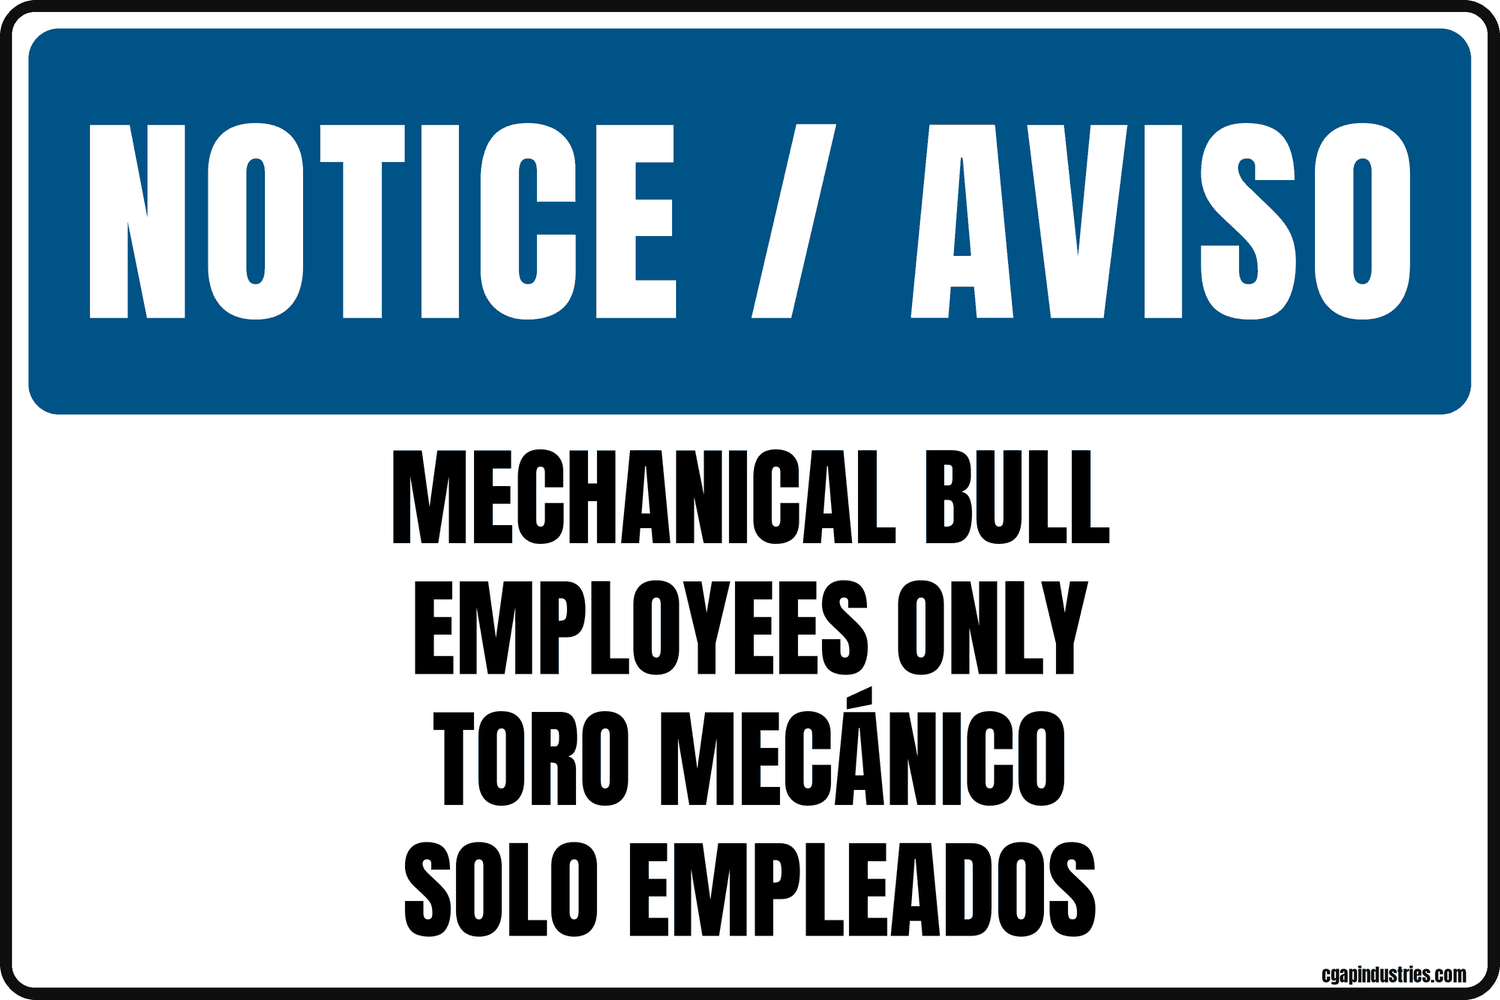 NOTICE / AVISO
MECHANICAL BULL
EMPLOYEES ONLY
TORO MECÁNICO
SOLO EMPLEADOS
cgapindustries.com